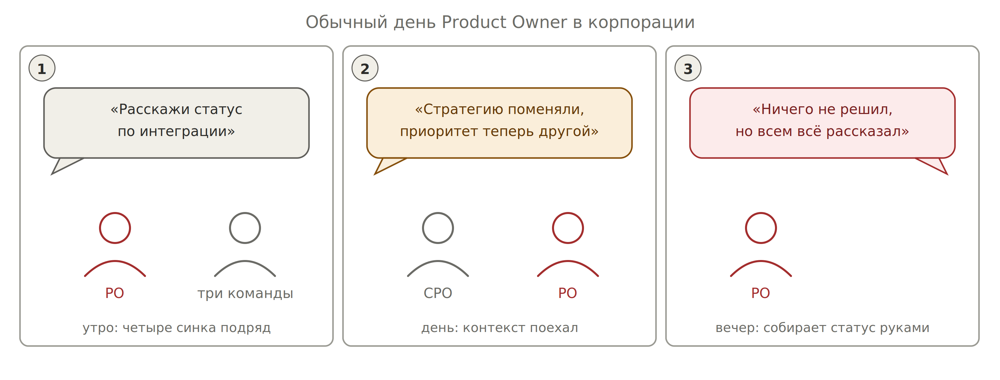 Обычный день Product Owner в корпорации
1
«Расскажи статус
по интеграции»
PO
три команды
утро: четыре синка подряд
2
«Стратегию поменяли,
приоритет теперь другой»
CPO
PO
день: контекст поехал
3
«Ничего не решил,
но всем всё рассказал»
PO
вечер: собирает статус руками